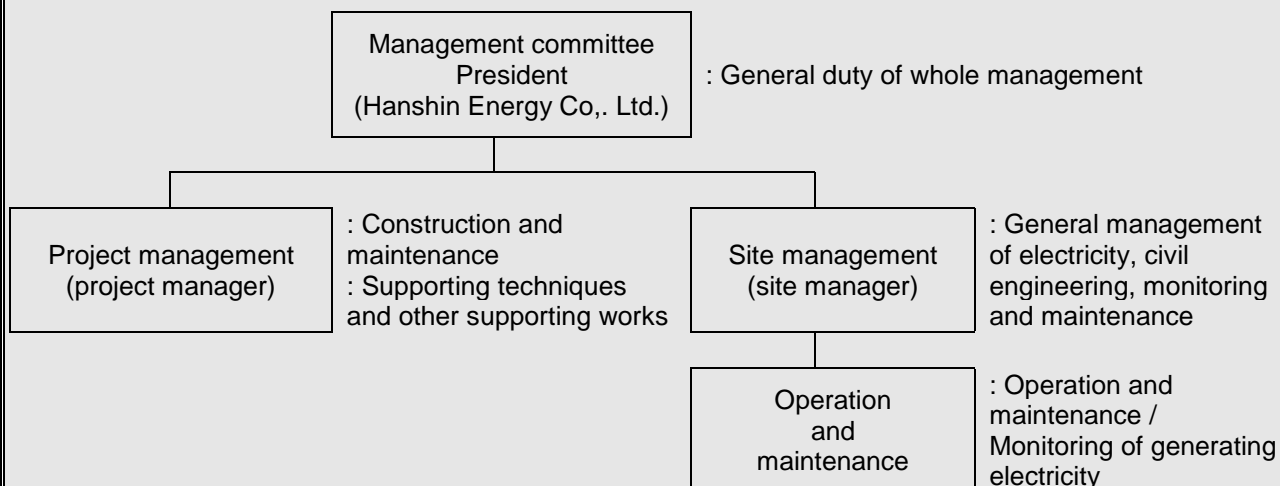 Management committee
President
(Hanshin Energy Co,. Ltd.)
: General duty of whole management
Project management
(project manager)
: Construction and
maintenance
: Supporting techniques
and other supporting works
Site management
(site manager)
: General management
of electricity, civil
engineering, monitoring
and maintenance
Operation
and
maintenance
: Operation and
maintenance /
Monitoring of generating
electricity